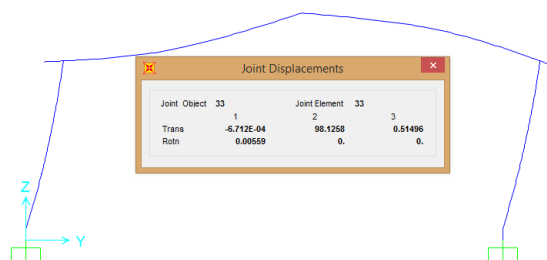 Joint Displacements
Joint Object 33 Joint Element 33
1 2 3
Trans -6.712E-04 98.1258 0.51496
Rotn 0.00559 0. 0.
Z
Y